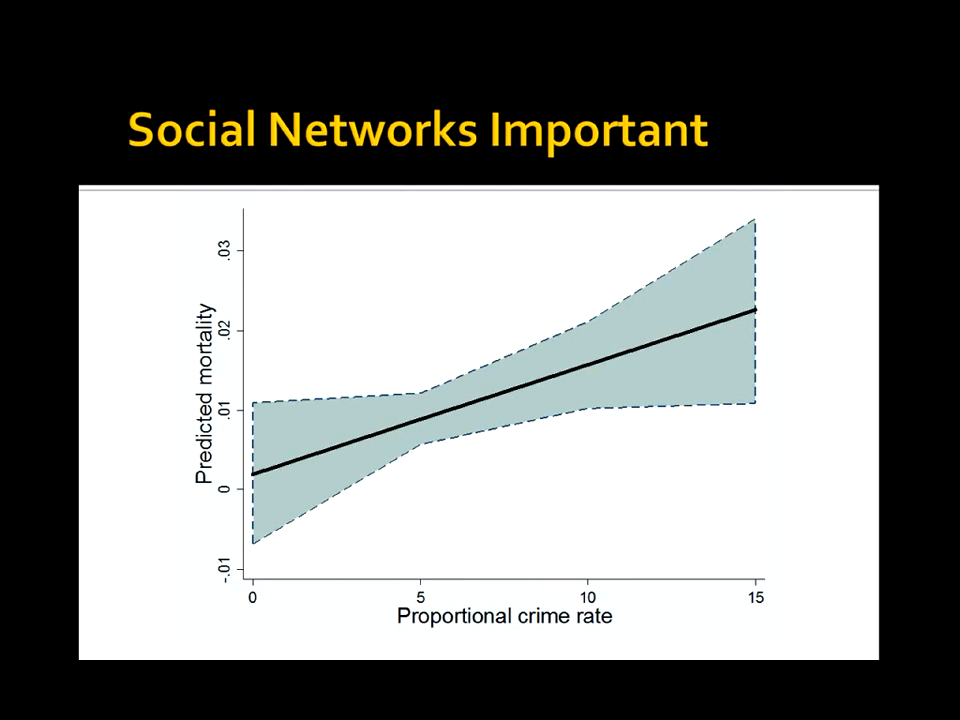 Social Networks Important
.03
.02
.01
0
-.01
Predicted mortality
0 5 10 15
Proportional crime rate